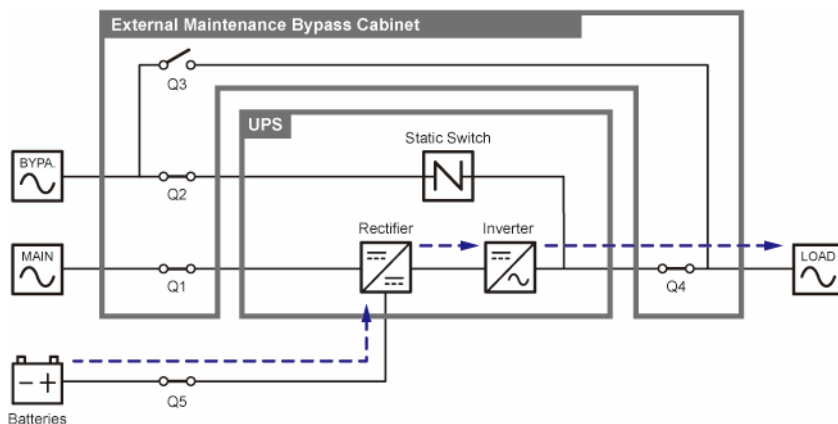 External Maintenance Bypass Cabinet
Q3
UPS
Static Switch
BYPA.
Q2
Rectifier
Inverter
MAIN
LOAD
Q1
Q4
Batteries
Q5